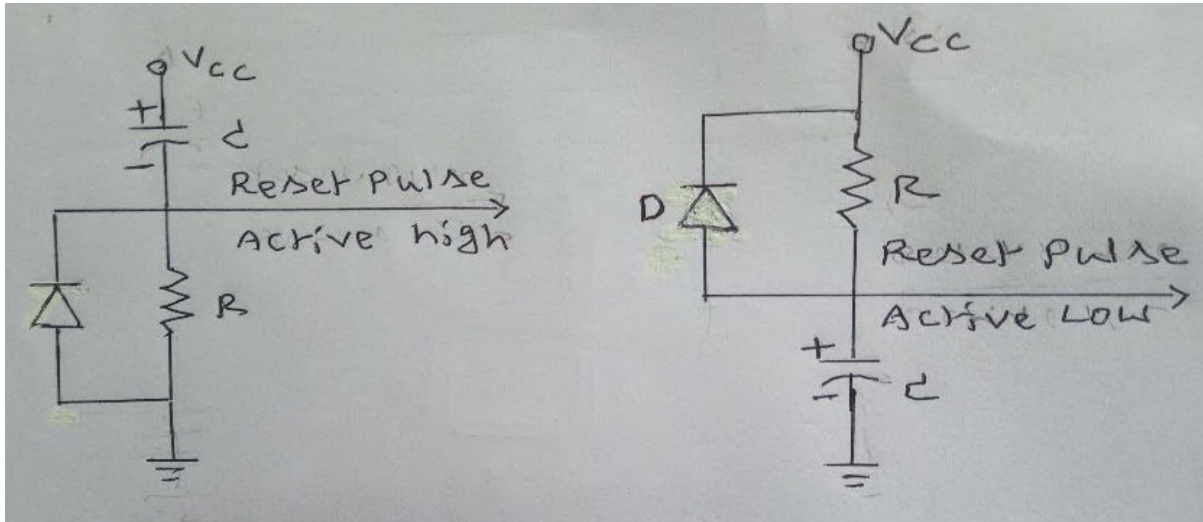 Vcc
+
-
C
Reset Pulse
Active high
R
Vcc
D
R
Reset Pulse
Active Low
+
-
C